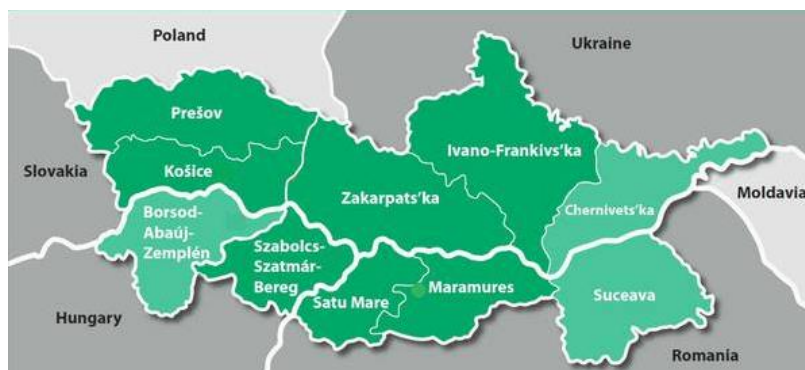 Poland
Ukraine
Prešov
Ivano-Frankivs'ka
Slovakia
Košice
Zakarpats'ka
Moldavia
Borsod-
Abaúj-
Zemplén
Chernivets'ka
Szabolcs-
Szatmár-
Bereg
Satu Mare
Maramures
Suceava
Hungary
Romania